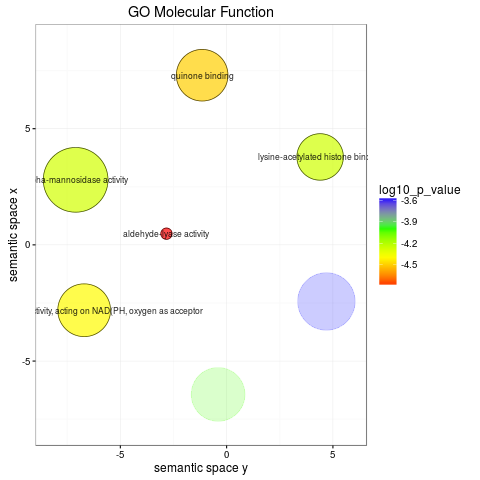 GO Molecular Function
quinone binding
lysine-acetylated histone bin
ha-mannosidase activity
aldehyde-lyase activity
tivity, acting on NAD(P)H, oxygen as acceptor
5
0
-5
-5
0
5
semantic space x
semantic space y
log10_p_value
-3.6
-3.9
-4.2
-4.5